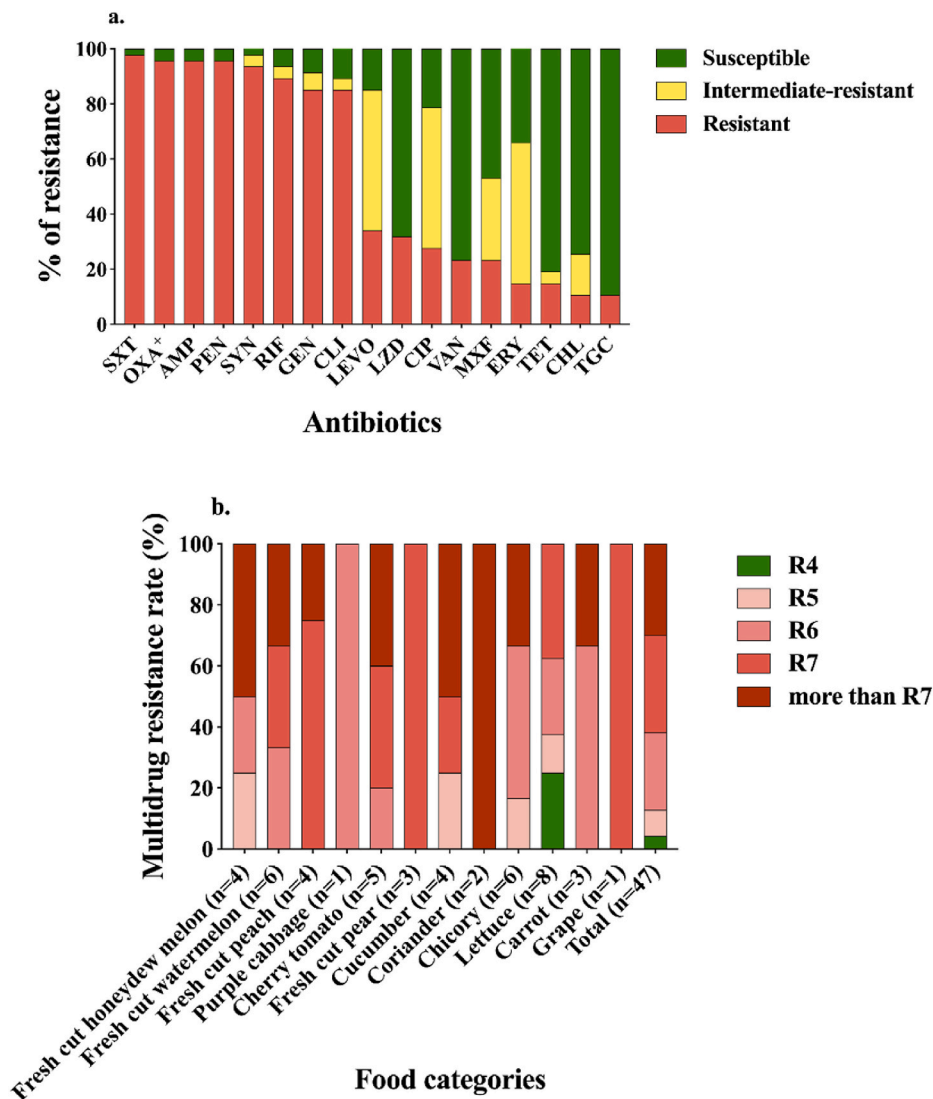 a.
% of resistance
100
80
60
40
20
0
SXT
OXA+
AMP
PEN
SYN
RIF
GEN
CLI
LEVO
LZD
CIP
VAN
MXF
ERY
TET
CHL
TGC
Antibiotics
Susceptible
Intermediate-resistant
Resistant
b.
Multidrug resistance rate (%)
100
80
60
40
20
0
Fresh cut honeydew melon (n=4)
Fresh cut watermelon (n=6)
Fresh cut peach (n=4)
Purple cabbage (n=1)
Cherry tomato (n=5)
Fresh cut pear (n=3)
Cucumber (n=4)
Coriander (n=2)
Chicory (n=6)
Lettuce (n=8)
Carrot (n=3)
Grape (n=1)
Total (n=47)
Food categories
R4
R5
R6
R7
more than R7